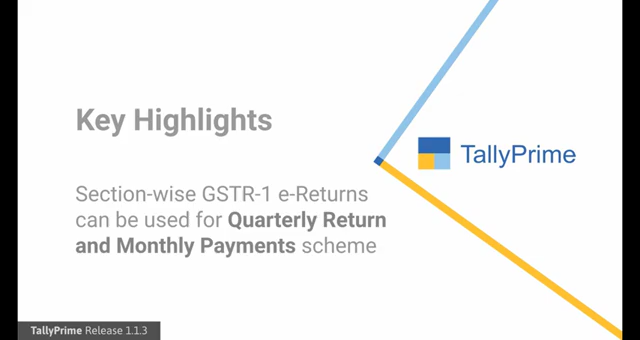 Key Highlights
TallyPrime
Section-wise GSTR-1 e-Returns
can be used for Quarterly Return
and Monthly Payments scheme
TallyPrime Release 1.1.3